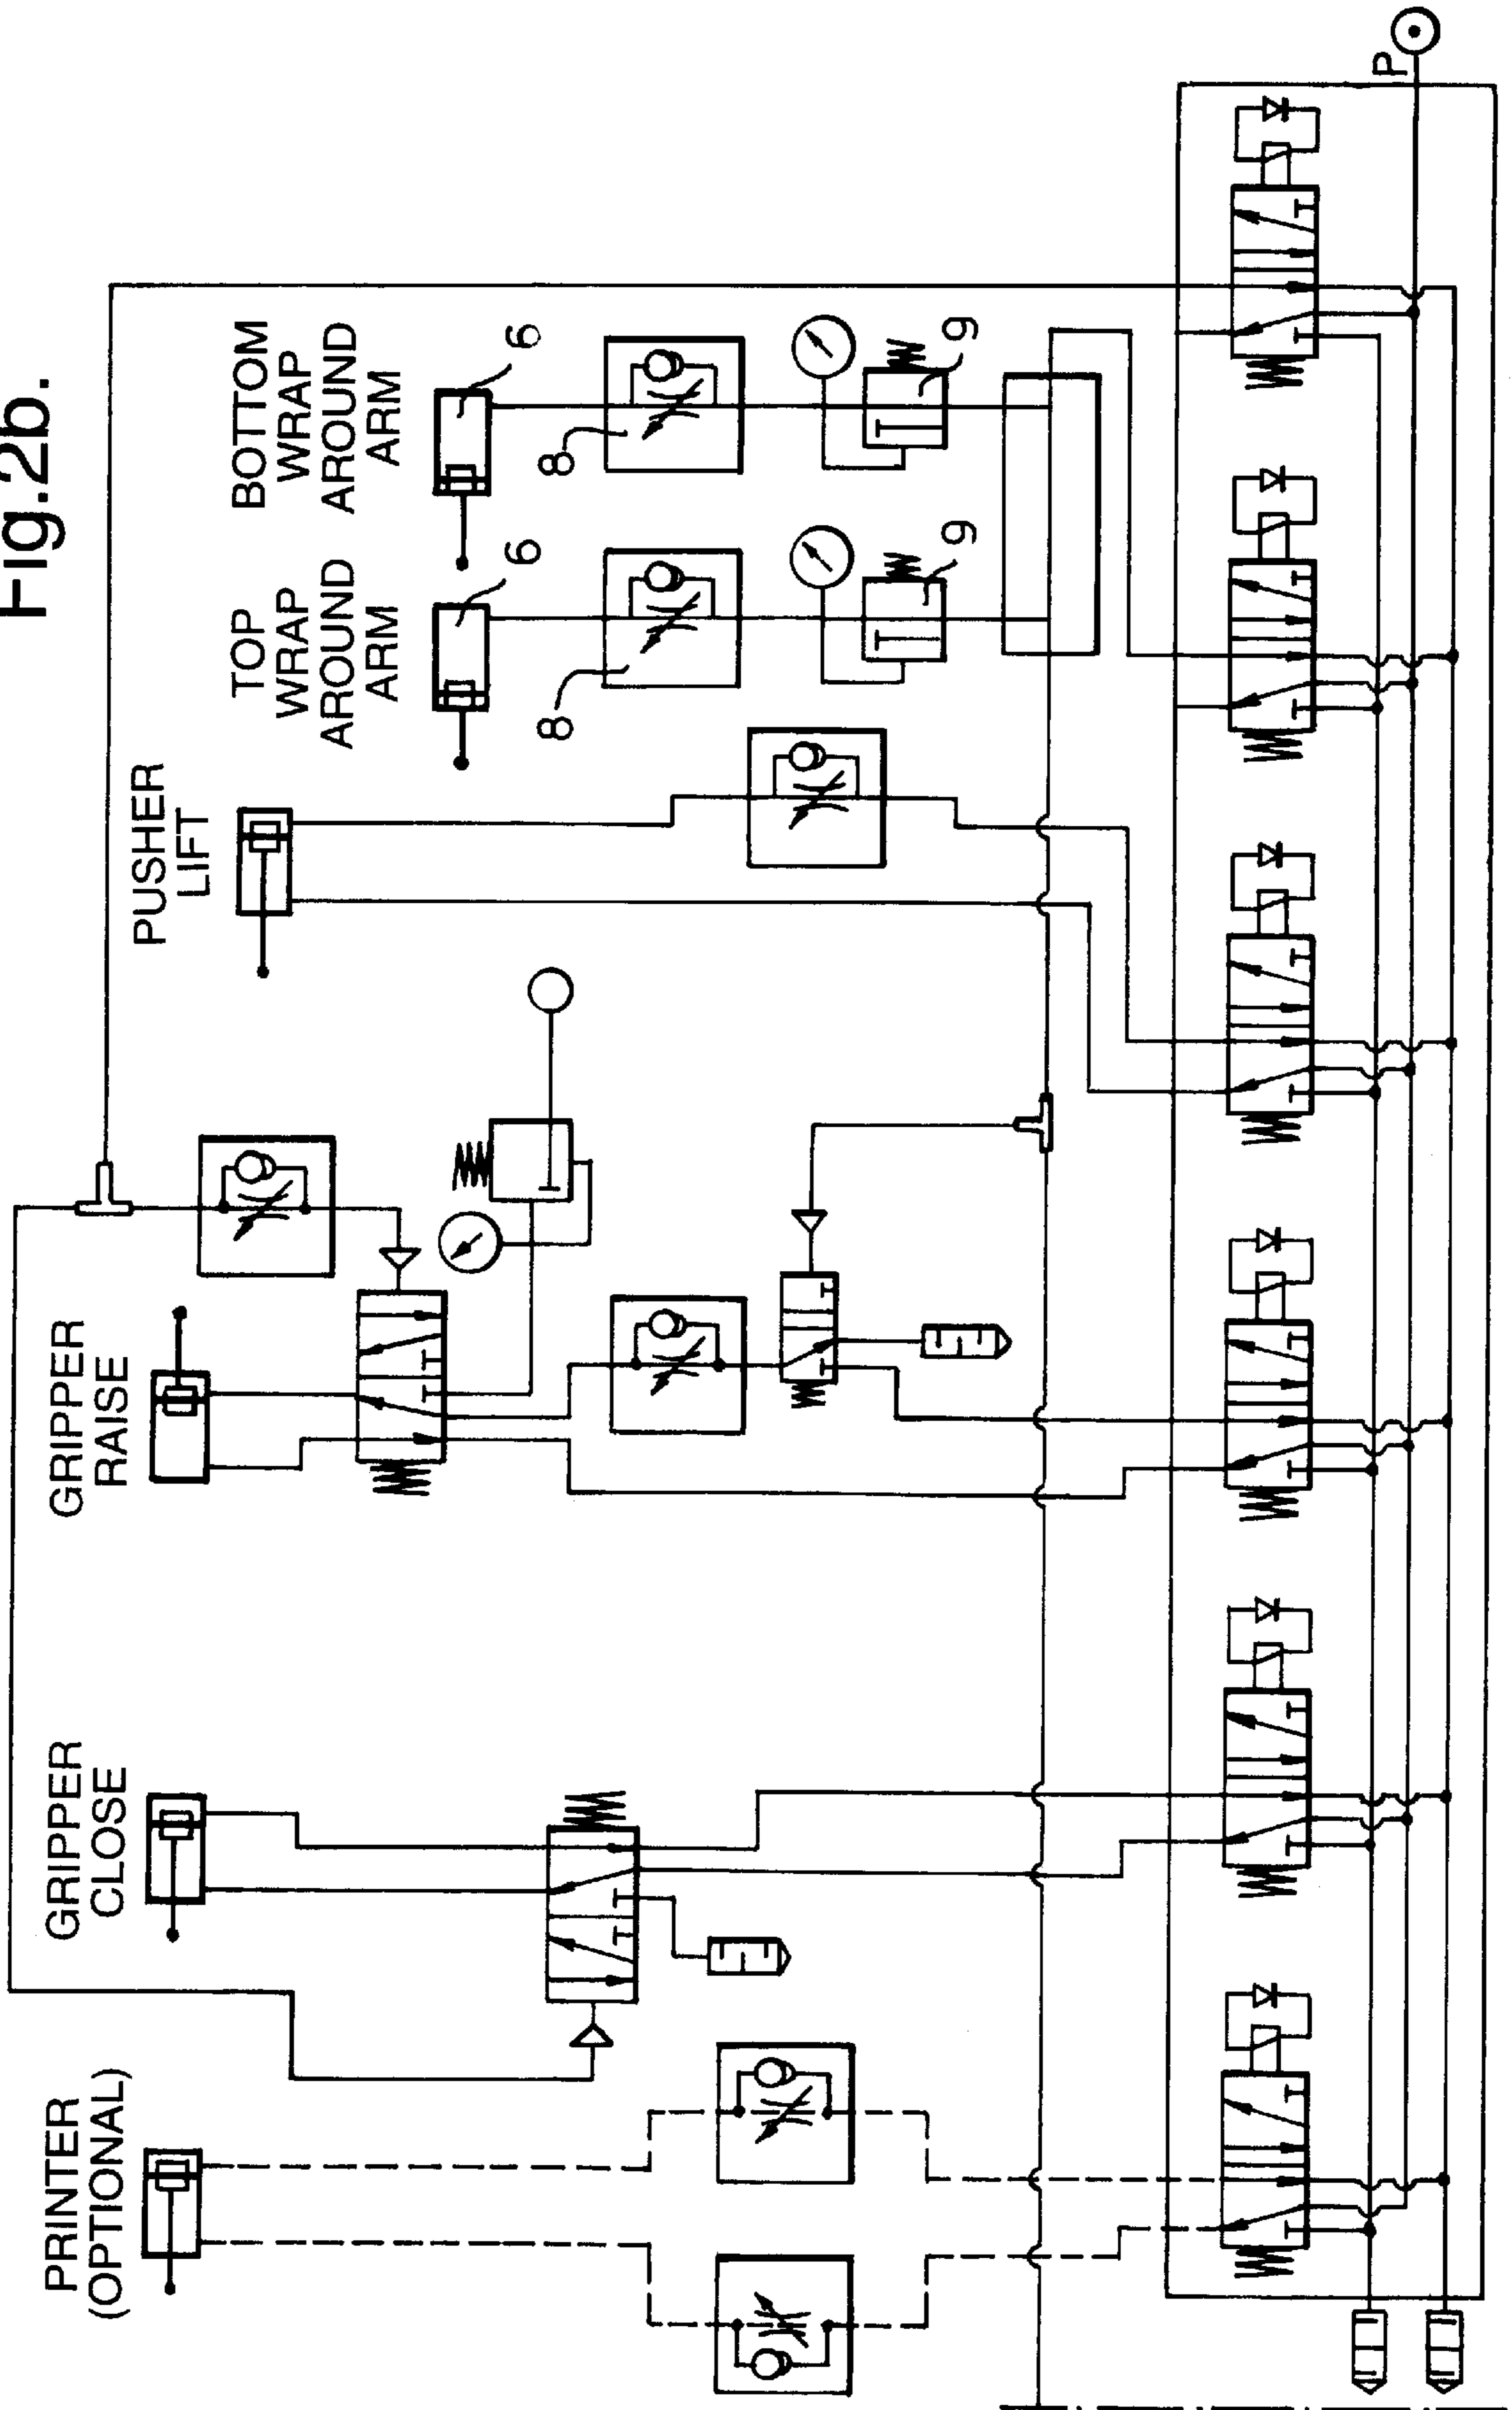 Fig.2b.
PRINTER
(OPTIONAL)
GRIPPER
CLOSE
GRIPPER
RAISE
PUSHER
LIFT
TOP
WRAP
AROUND
ARM
BOTTOM
WRAP
AROUND
ARM
6
6
8
8
9
9
P